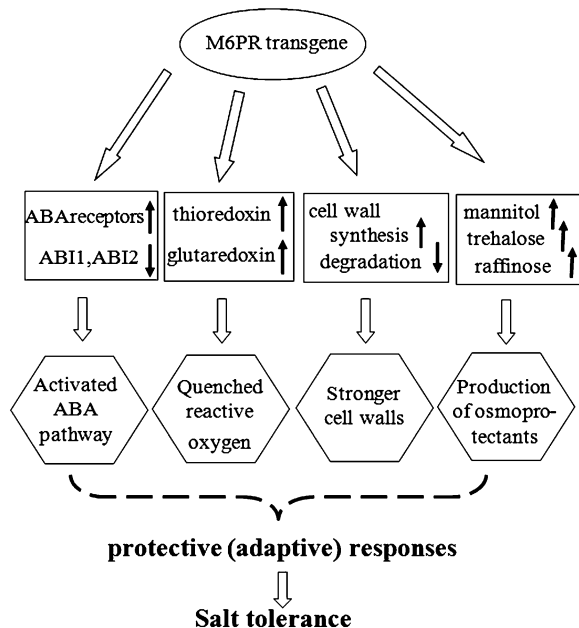 M6PR transgene
ABAreceptors
ABI1,ABI2
thioredoxin
glutaredoxin
cell wall
synthesis
degradation
mannitol
trehalose
raffinose
Activated
ABA
pathway
Quenched
reactive
oxygen
Stronger
cell walls
Production
of osmopro-
tectants
protective (adaptive) responses
Salt tolerance